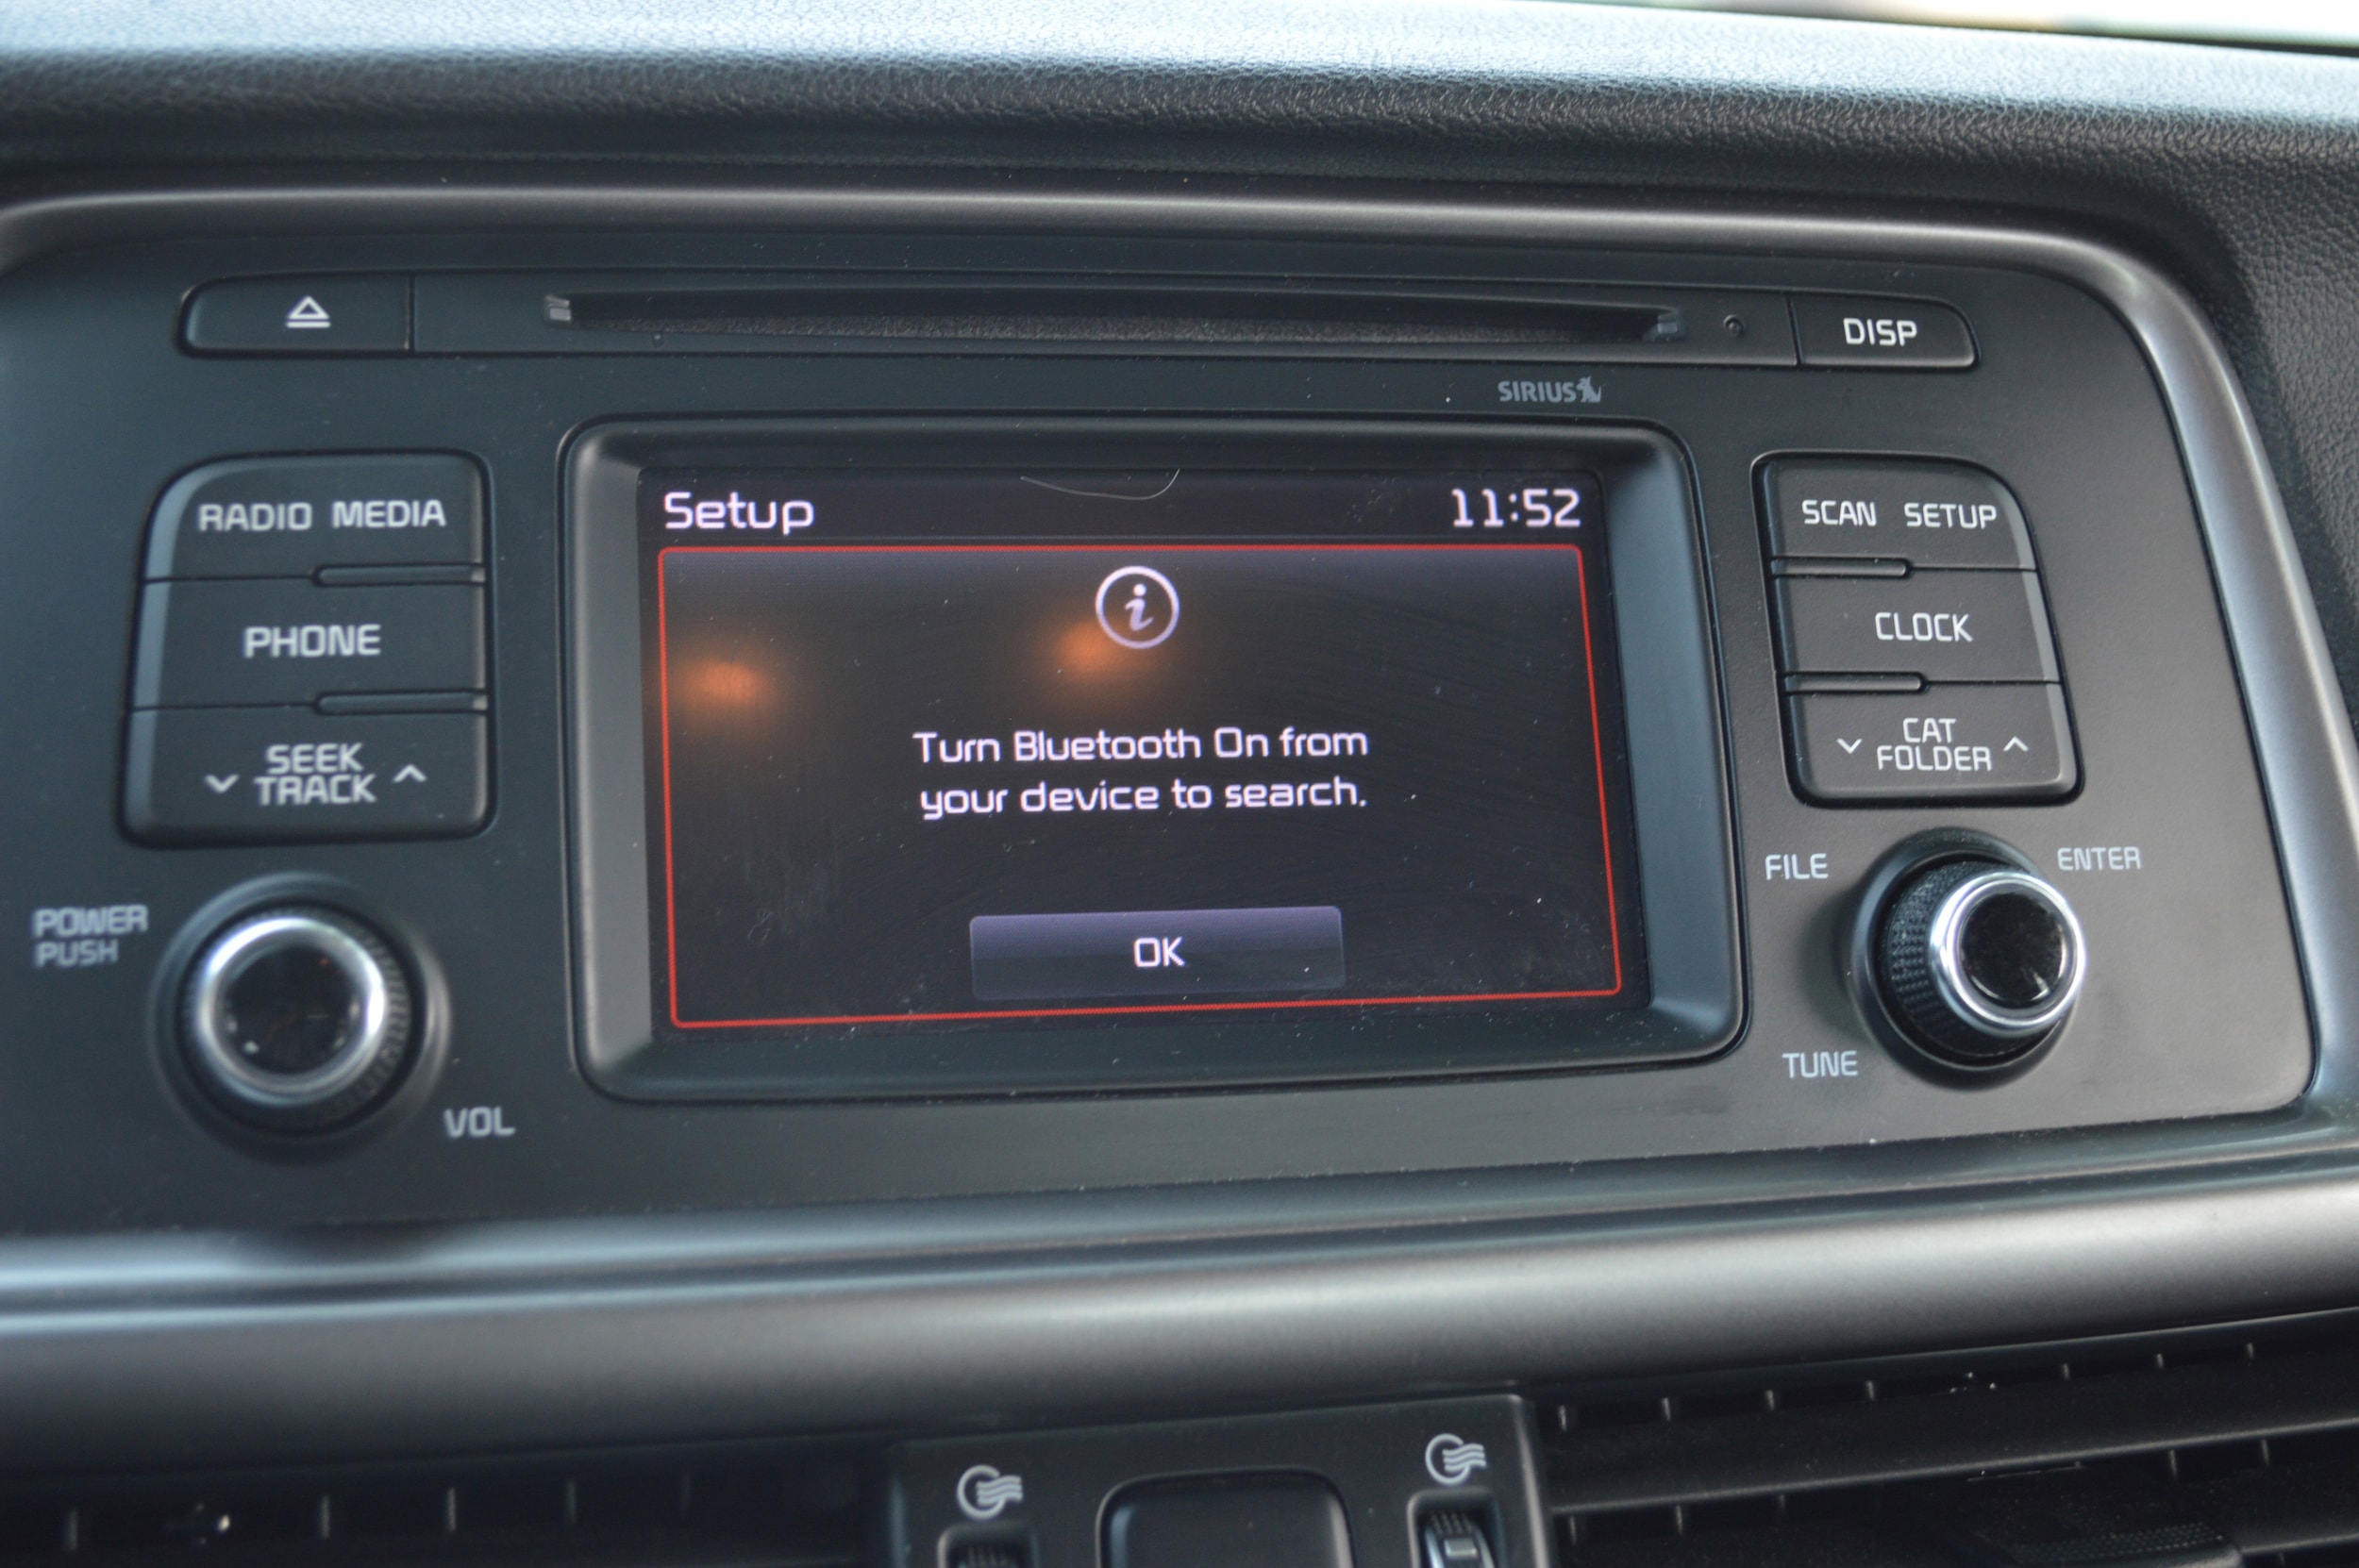 DISP
SIRIUS
RADIO MEDIA
PHONE
SEEK
TRACK
POWER
PUSH
VOL
Setup 11:52
i
Turn Bluetooth On from
your device to search.
OK
SCAN SETUP
CLOCK
CAT
FOLDER
FILE
ENTER
TUNE